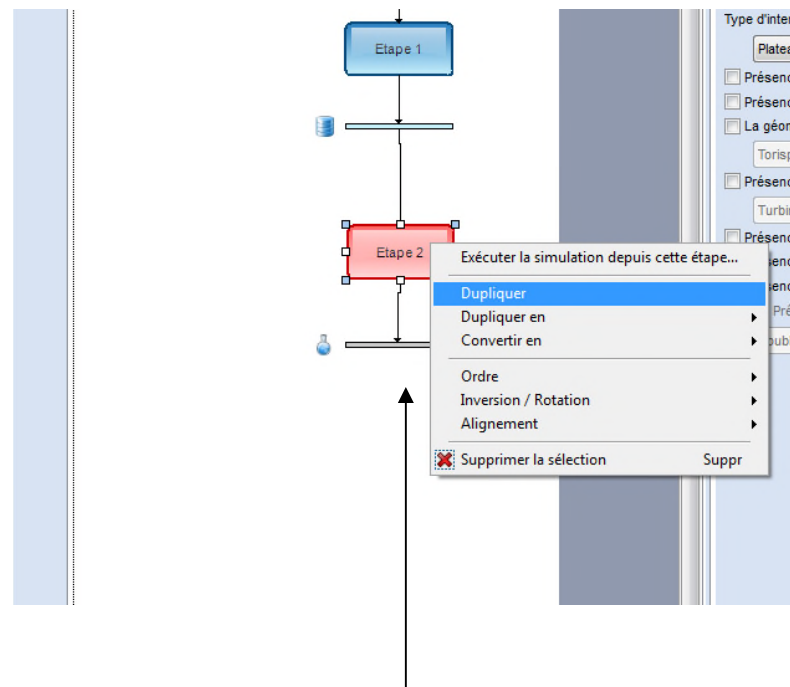 Type d'inter
Etape 1
Platea
Présenc
Présenc
La géom
Torisp
Présenc
Turbin
Présenc
Etape 2
Exécuter la simulation depuis cette étape...
Dupliquer
Dupliquer en
Convertir en
Ordre
Inversion / Rotation
Alignement
Supprimer la sélection Suppr